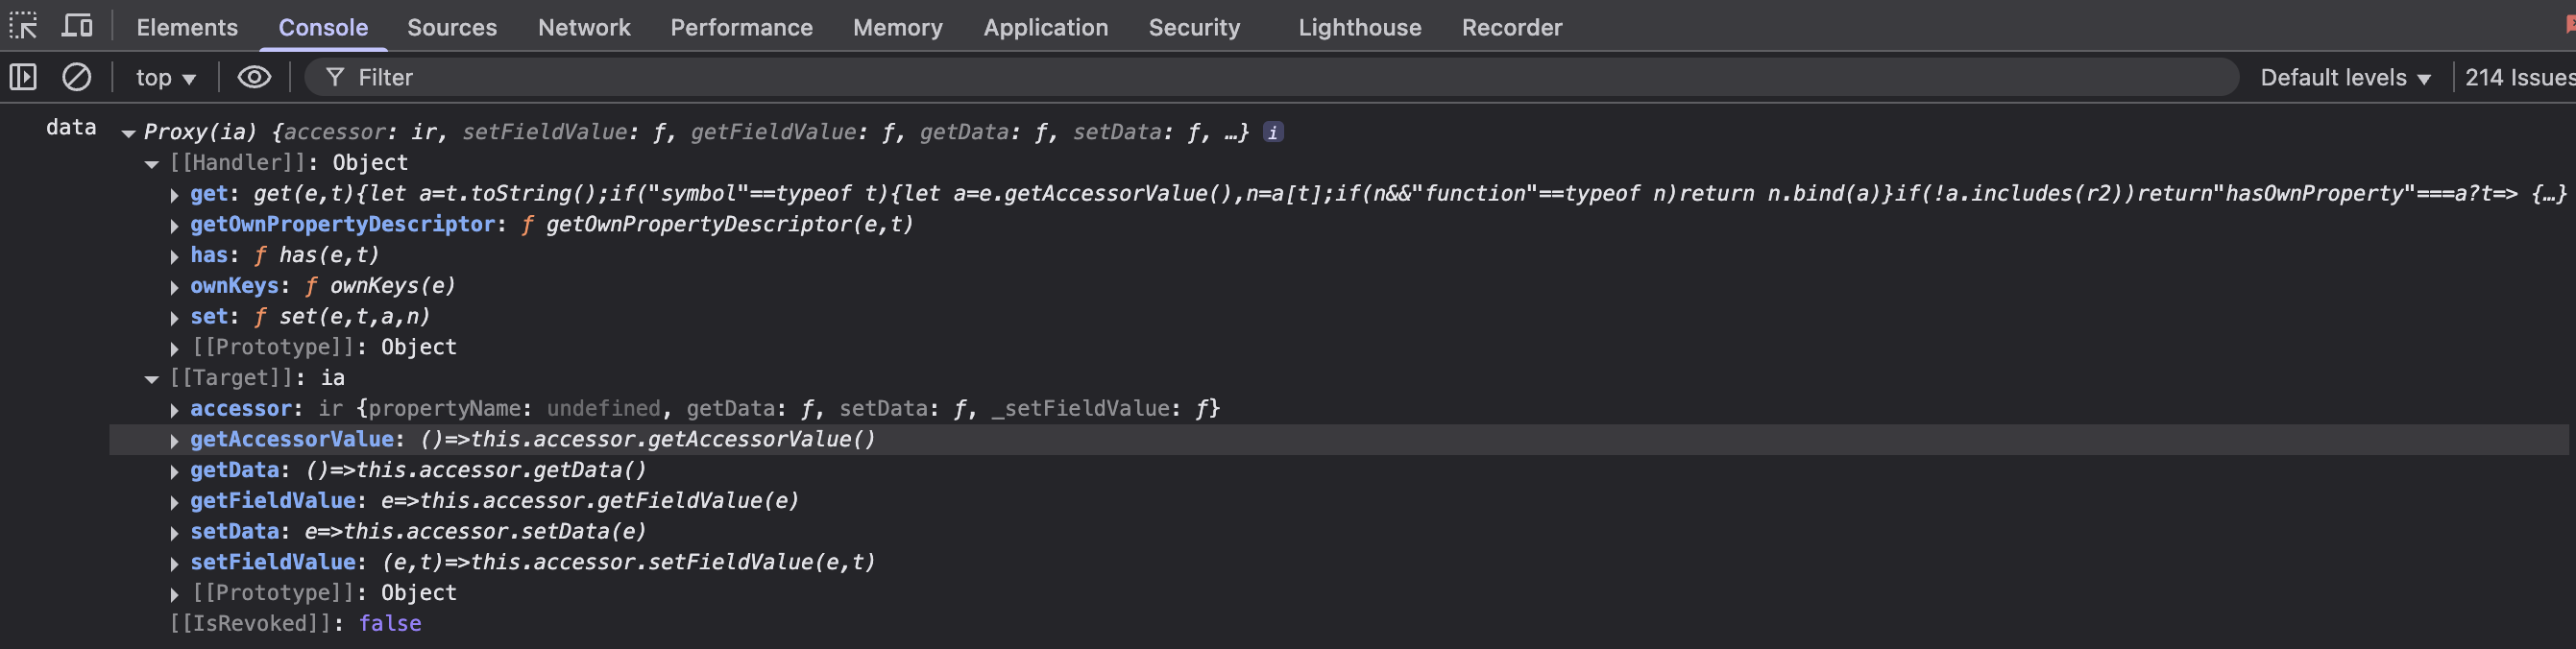 Elements Console Sources Network Performance Memory Application Security Lighthouse Recorder
top Filter Default levels 214 Issues
data Proxy(ia) {accessor: ir, setFieldValue: ƒ, getFieldValue: ƒ, getData: ƒ, setData: ƒ, …} i
[[Handler]]: Object
get: get(e,t){let a=t.toString();if("symbol"==typeof t){let a=e.getAccessorValue(),n=a[t];if(n&&"function"==typeof n)return n.bind(a)}if(!a.includes(r2))return"hasOwnProperty"===a?t=> {…}
getOwnPropertyDescriptor: ƒ getOwnPropertyDescriptor(e,t)
has: ƒ has(e,t)
ownKeys: ƒ ownKeys(e)
set: ƒ set(e,t,a,n)
[[Prototype]]: Object
[[Target]]: ia
accessor: ir {propertyName: undefined, getData: ƒ, setData: ƒ, _setFieldValue: ƒ}
getAccessorValue: ()=>this.accessor.getAccessorValue()
getData: ()=>this.accessor.getData()
getFieldValue: e=>this.accessor.getFieldValue(e)
setData: e=>this.accessor.setData(e)
setFieldValue: (e,t)=>this.accessor.setFieldValue(e,t)
[[Prototype]]: Object
[[IsRevoked]]: false